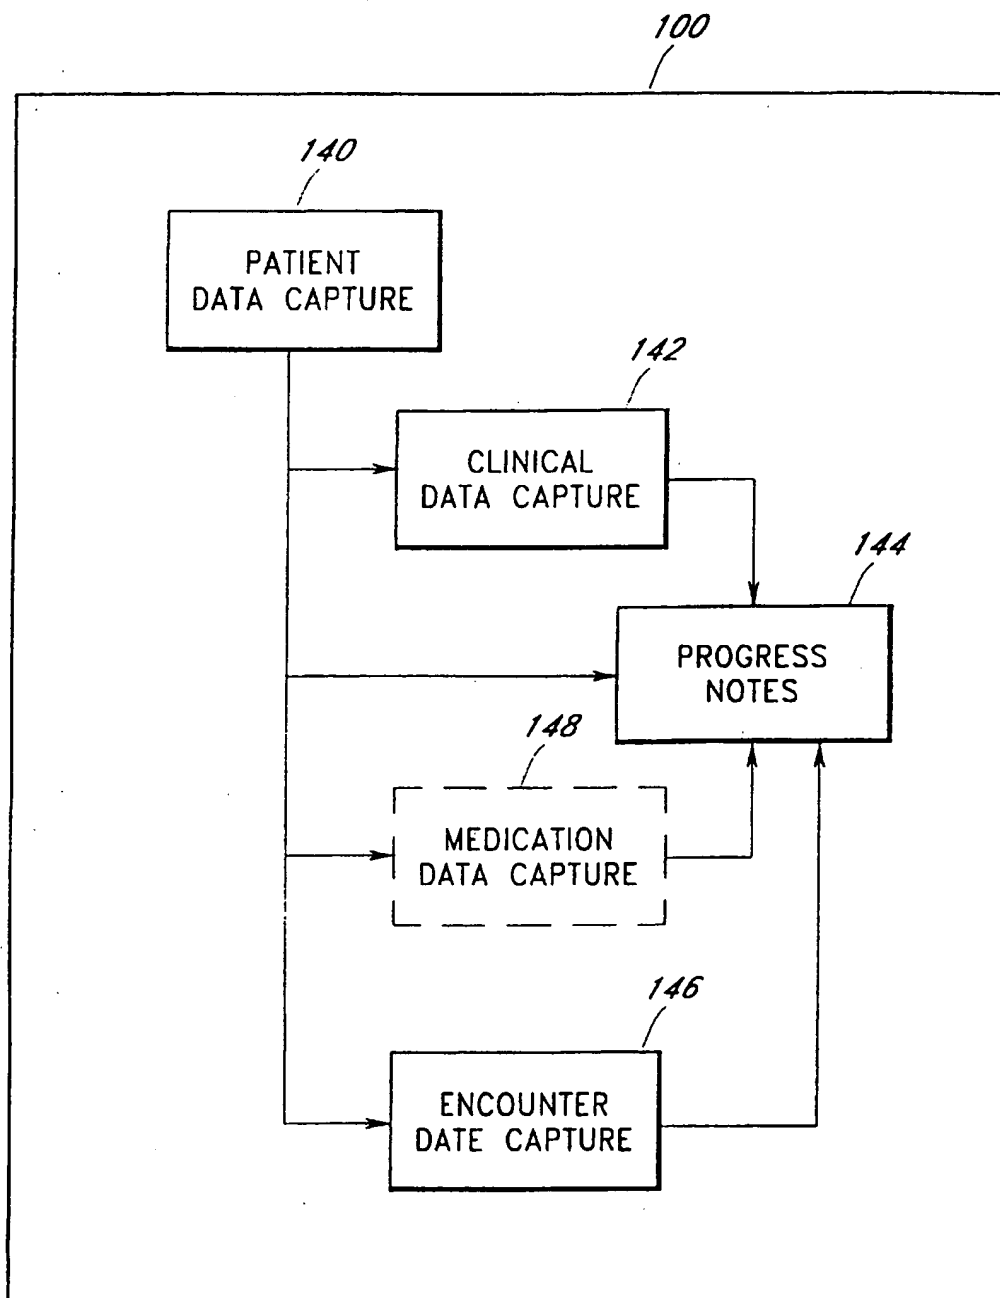 100
140
PATIENT
DATA CAPTURE
142
CLINICAL
DATA CAPTURE
144
PROGRESS
NOTES
148
MEDICATION
DATA CAPTURE
146
ENCOUNTER
DATE CAPTURE